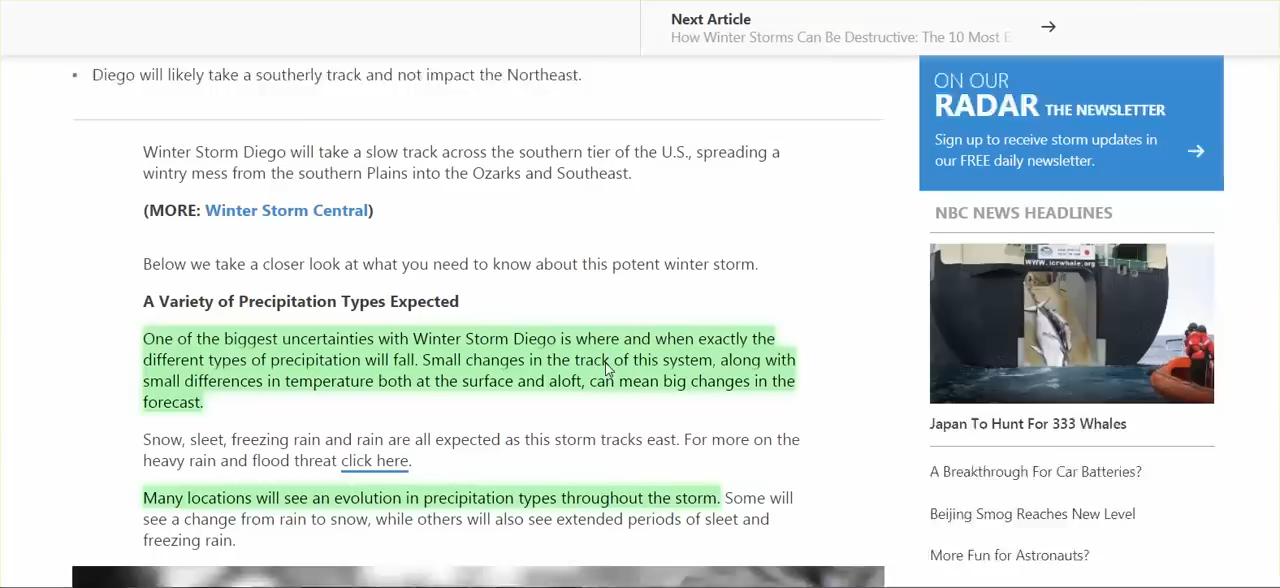 Next Article
How Winter Storms Can Be Destructive: The 10 Most
Diego will likely take a southerly track and not impact the Northeast.
Winter Storm Diego will take a slow track across the southern tier of the U.S., spreading a
wintry mess from the southern Plains into the Ozarks and Southeast.
(MORE: Winter Storm Central)
Below we take a closer look at what you need to know about this potent winter storm.
A Variety of Precipitation Types Expected
One of the biggest uncertainties with Winter Storm Diego is where and when exactly the
different types of precipitation will fall. Small changes in the track of this system, along with
small differences in temperature both at the surface and aloft, can mean big changes in the
forecast.
Snow, sleet, freezing rain and rain are all expected as this storm tracks east. For more on the
heavy rain and flood threat click here.
Many locations will see an evolution in precipitation types throughout the storm. Some will
see a change from rain to snow, while others will also see extended periods of sleet and
freezing rain.
ON OUR
RADAR THE NEWSLETTER
Sign up to receive storm updates in
our FREE daily newsletter.
NBC NEWS HEADLINES
www.icrwhale.org
Japan To Hunt For 333 Whales
A Breakthrough For Car Batteries?
Beijing Smog Reaches New Level
More Fun for Astronauts?